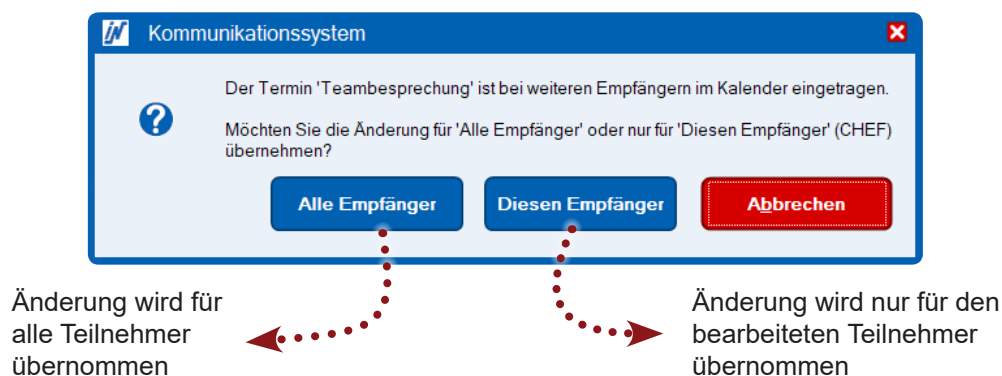 Kommunikationssystem
Der Termin 'Teambesprechung' ist bei weiteren Empfängern im Kalender eingetragen.
Möchten Sie die Änderung für 'Alle Empfänger' oder nur für 'Diesen Empfänger' (CHEF)
übernehmen?
Alle Empfänger
Diesen Empfänger
Abbrechen
Änderung wird für
alle Teilnehmer
übernommen
Änderung wird nur für den
bearbeiteten Teilnehmer
übernommen